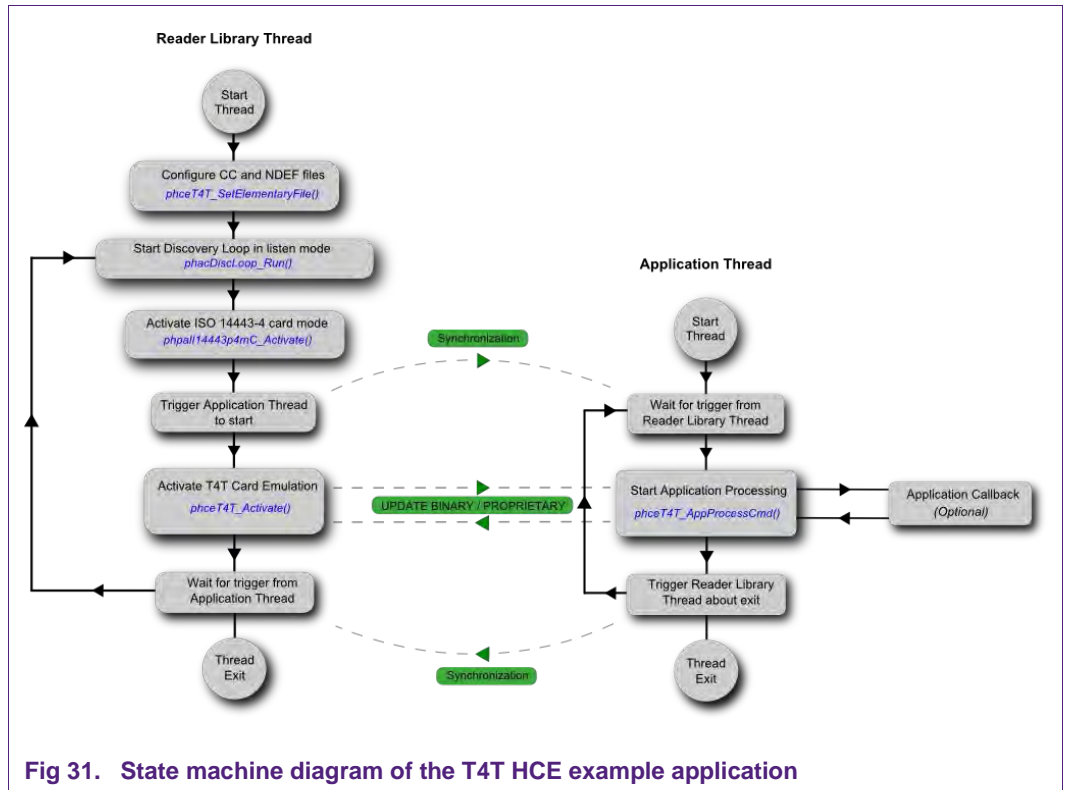 Reader Library Thread
Start
Thread
Configure CC and NDEF files
phceT4T_SetElementaryFile()
Start Discovery Loop in listen mode
phacDiscLoop_Run()
Activate ISO 14443-4 card mode
phpalI14443p4mC_Activate()
Trigger Application Thread
to start
Activate T4T Card Emulation
phceT4T_Activate()
Wait for trigger from
Application Thread
Thread
Exit
Synchronization
UPDATE BINARY / PROPRIETARY
Synchronization
Application Thread
Start
Thread
Wait for trigger from
Reader Library Thread
Start Application Processing
phceT4T_AppProcessCmd()
Application Callback
(Optional)
Trigger Reader Library
Thread about exit
Thread
Exit
Fig 31. State machine diagram of the T4T HCE example application